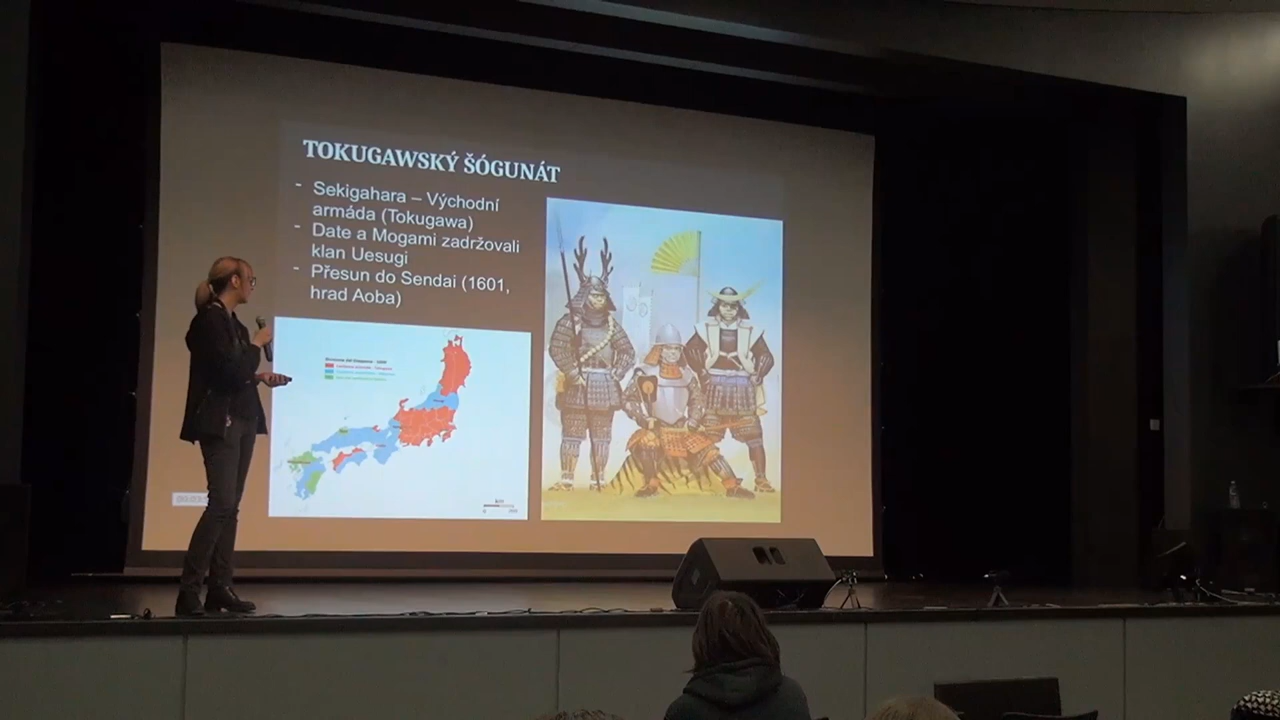 TOKUGAWSKÝ ŠÓGUNÁT
- Sekigahara – Východní
armáda (Tokugawa)
- Date a Mogami zadržovali
klan Uesugi
- Přesun do Sendai (1601,
hrad Aoba)